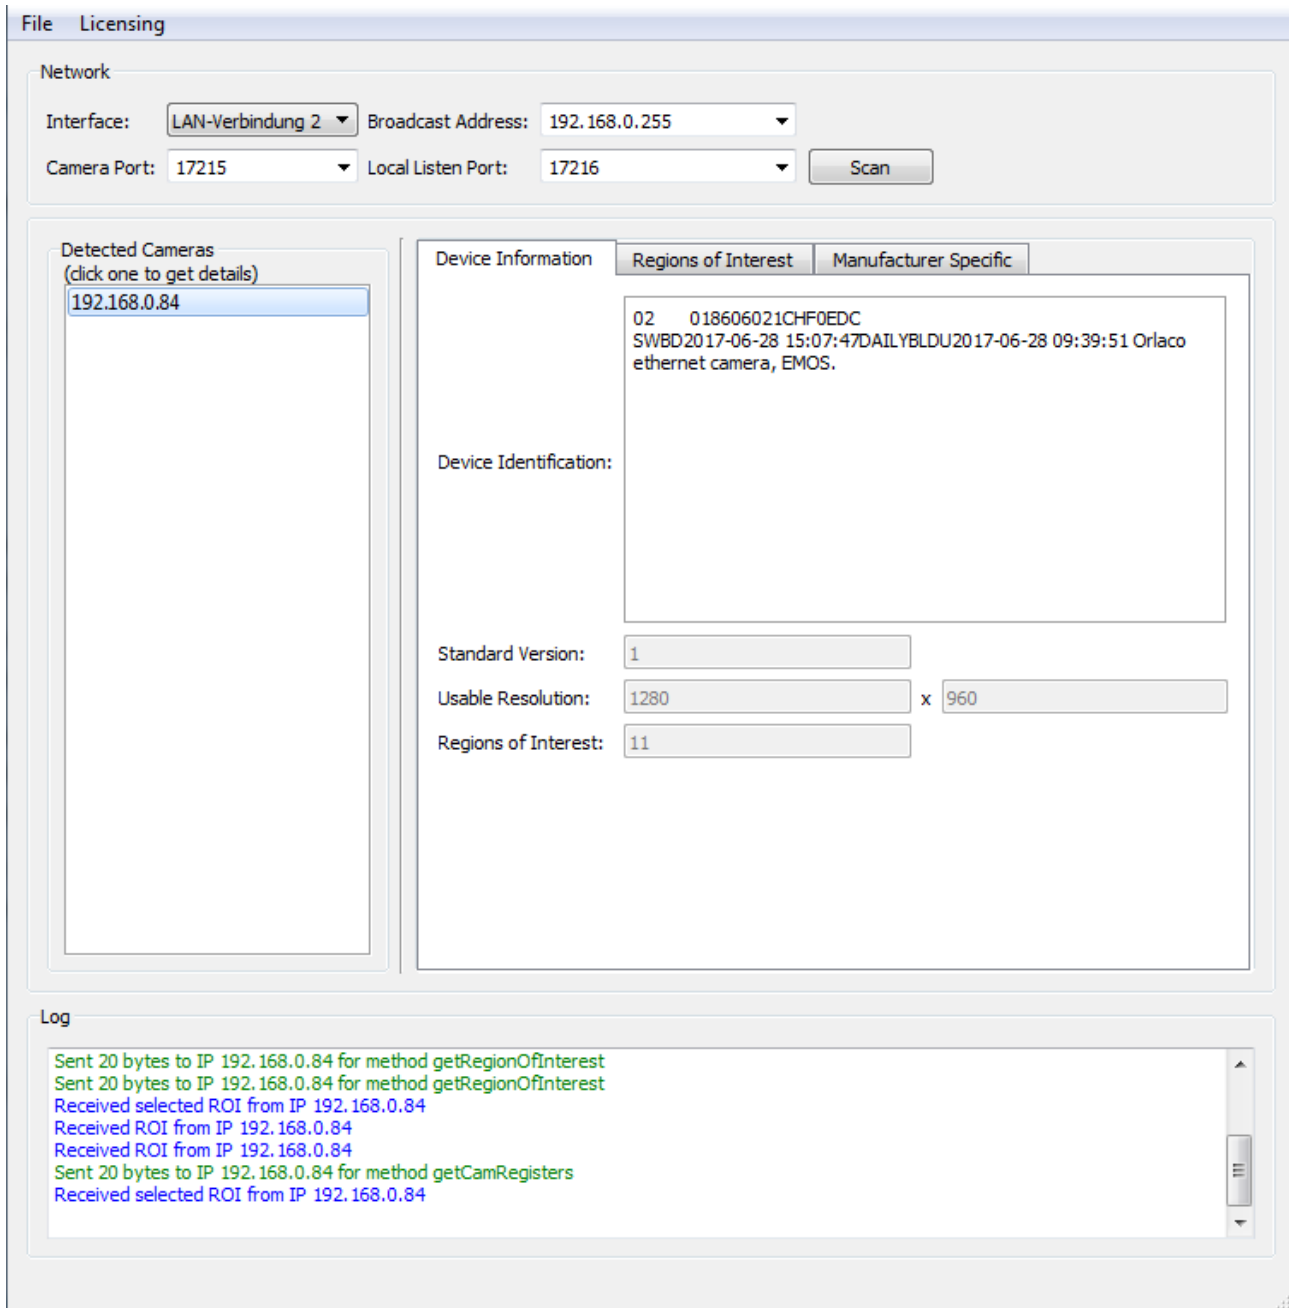 File Licensing
Network
Interface: LAN-Verbindung 2 Broadcast Address: 192.168.0.255
Camera Port: 17215 Local Listen Port: 17216 Scan
Detected Cameras
(click one to get details)
192.168.0.84
Device Information Regions of Interest Manufacturer Specific
02 018606021CHF0EDC
SWBD2017-06-28 15:07:47DAILYBLDU2017-06-28 09:39:51 Orlaco
ethernet camera, EMOS.
Device Identification:
Standard Version: 1
Usable Resolution: 1280 x 960
Regions of Interest: 11
Log
Sent 20 bytes to IP 192.168.0.84 for method getRegionOfInterest
Sent 20 bytes to IP 192.168.0.84 for method getRegionOfInterest
Received selected ROI from IP 192.168.0.84
Received ROI from IP 192.168.0.84
Received ROI from IP 192.168.0.84
Sent 20 bytes to IP 192.168.0.84 for method getCamRegisters
Received selected ROI from IP 192.168.0.84